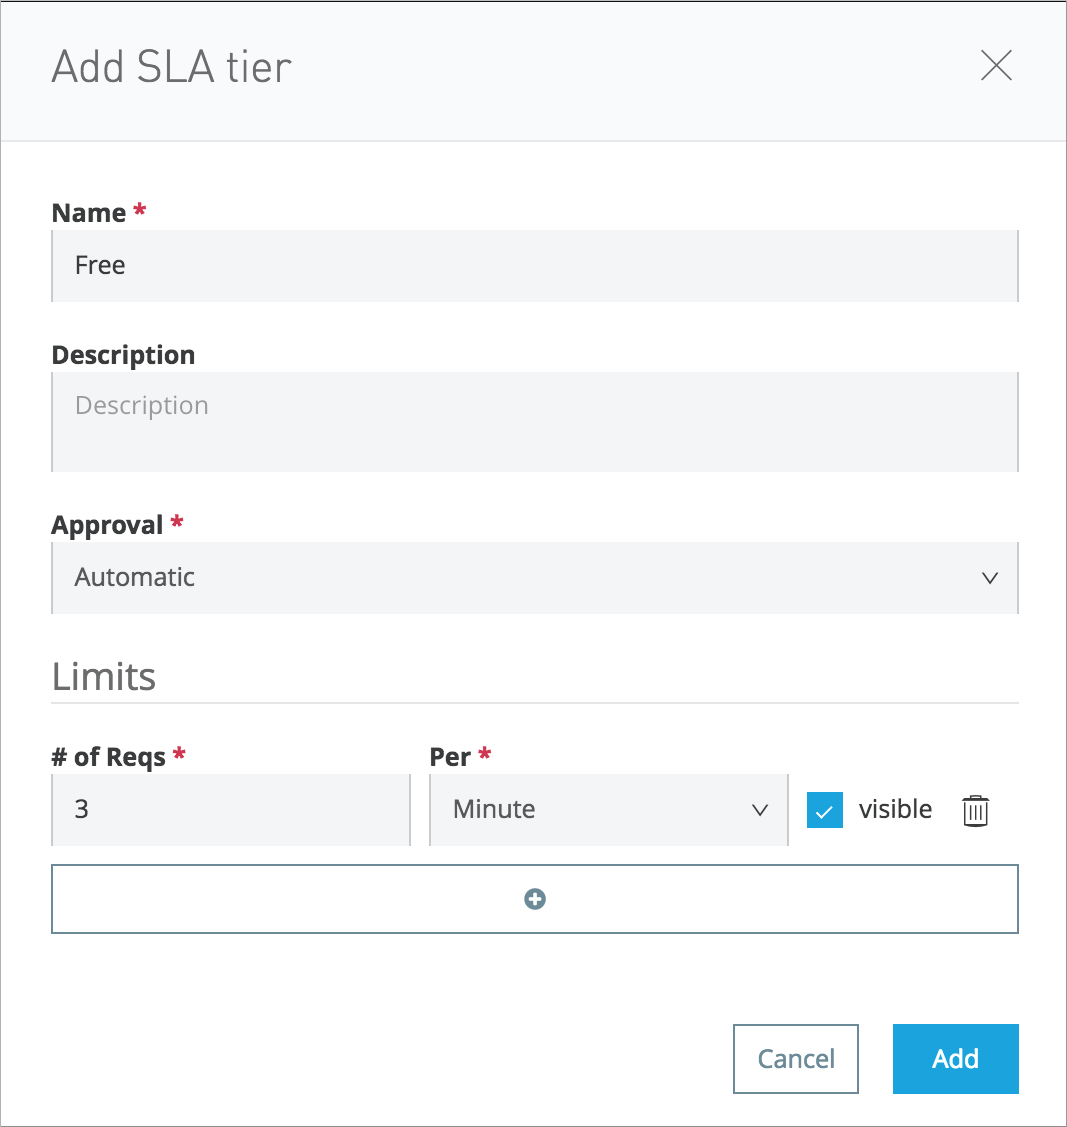 Add SLA tier
Name *
Free
Description
Description
Approval *
Automatic
Limits
# of Reqs * Per *
3 Minute visible
Cancel Add